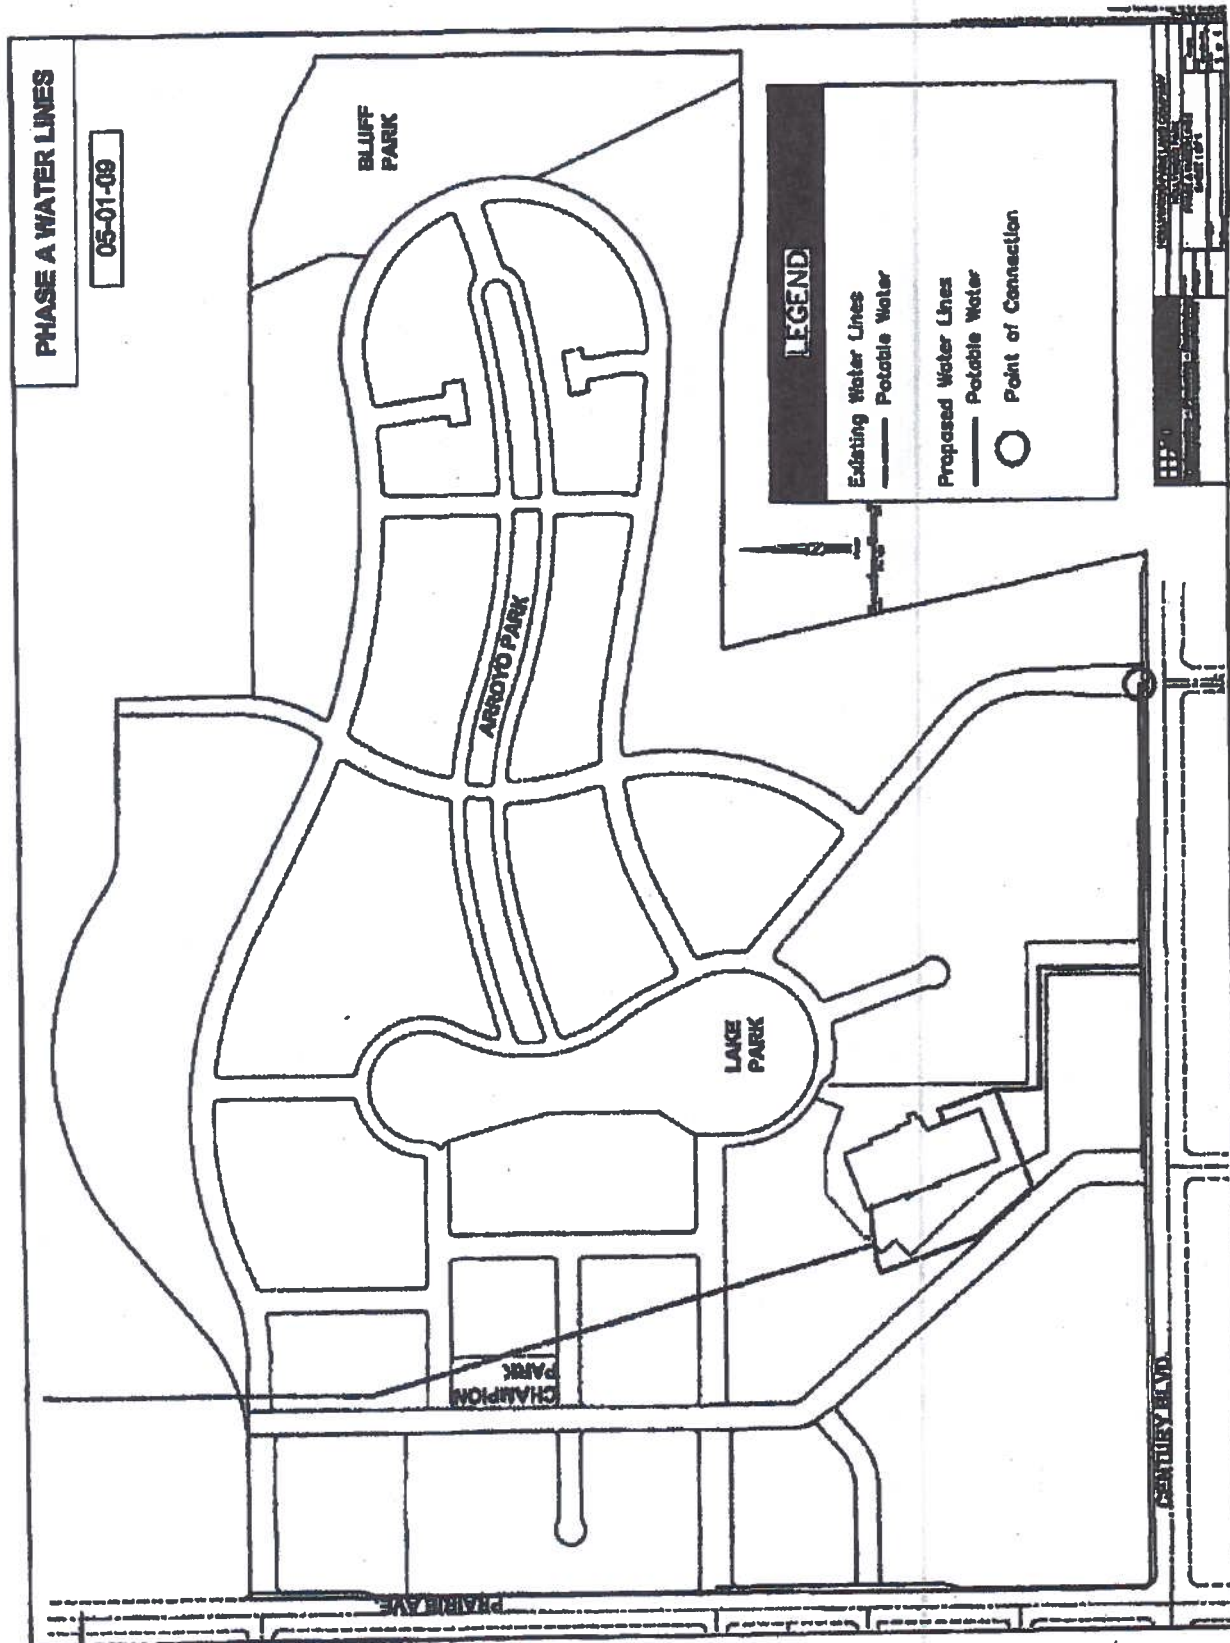 PHASE A WATER LINES
05-01-09
BLUFF
PARK
ARROYO PARK
LAKE
PARK
CHAMPION
PARK
LEGEND
Existing Water Lines
Potable Water
Proposed Water Lines
Potable Water
Point of Connection
PRAIRIE AVE.
CENTURY BLVD.